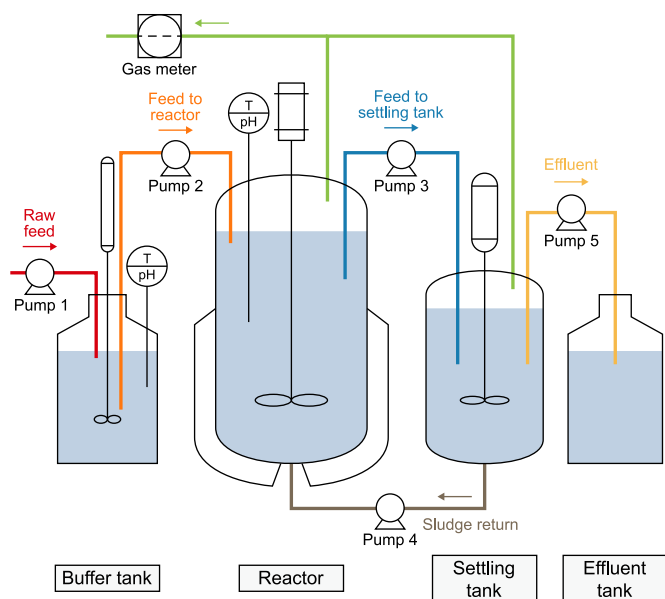 Gas meter
Feed to
reactor
T
pH
Feed to
settling tank
Pump 2
Pump 3
Effluent
Raw
feed
T
pH
Pump 5
Pump 1
Sludge return
Pump 4
Buffer tank
Reactor
Settling
tank
Effluent
tank